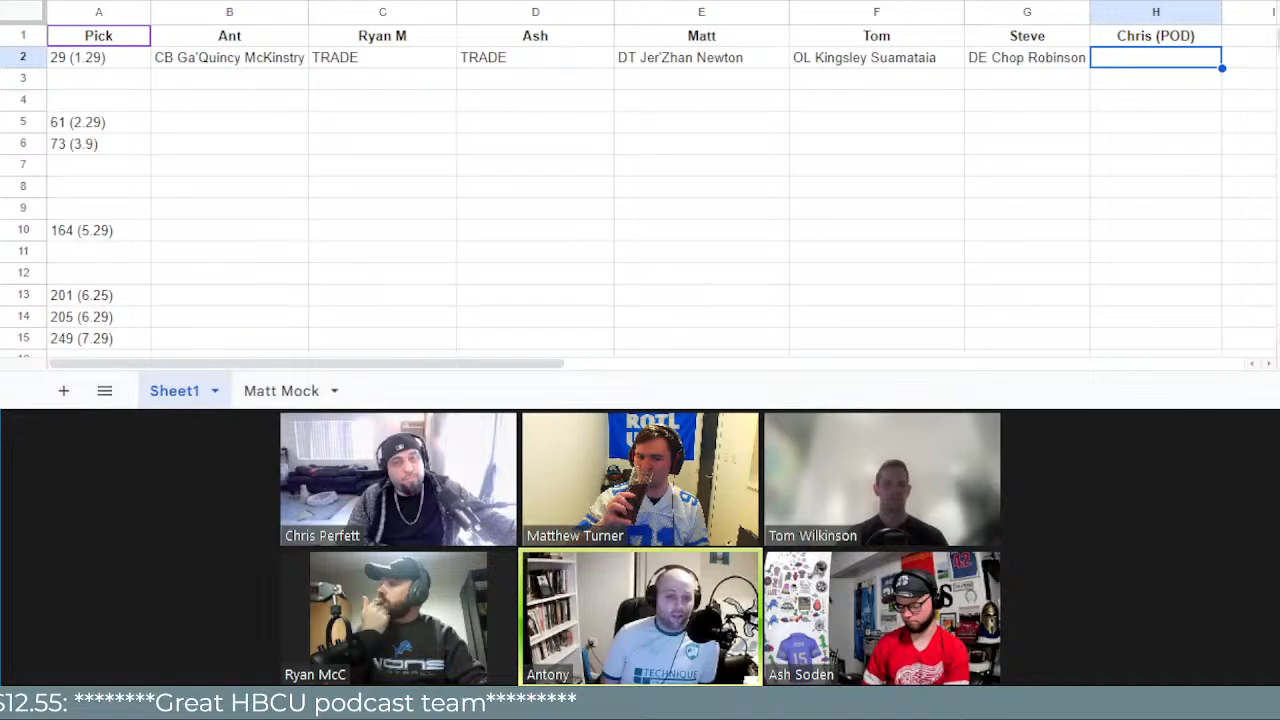 A B C D E F G H I
1 Pick Ant Ryan M Ash Matt Tom Steve Chris (POD)
2 29 (1.29) CB Ga'Quincy McKinstry TRADE TRADE DT Jer'Zhan Newton OL Kingsley Suamataia DE Chop Robinson
3
4
5 61 (2.29)
6 73 (3.9)
7
8
9
10 164 (5.29)
11
12
13 201 (6.25)
14 205 (6.29)
15 249 (7.29)
+ Sheet1 Matt Mock
ROTL
Chris Perfett Matthew Turner Tom Wilkinson
42
15
TECHNIQUE
Ryan McC Antony Ash Soden
$12.55: ********Great HBCU podcast team*********